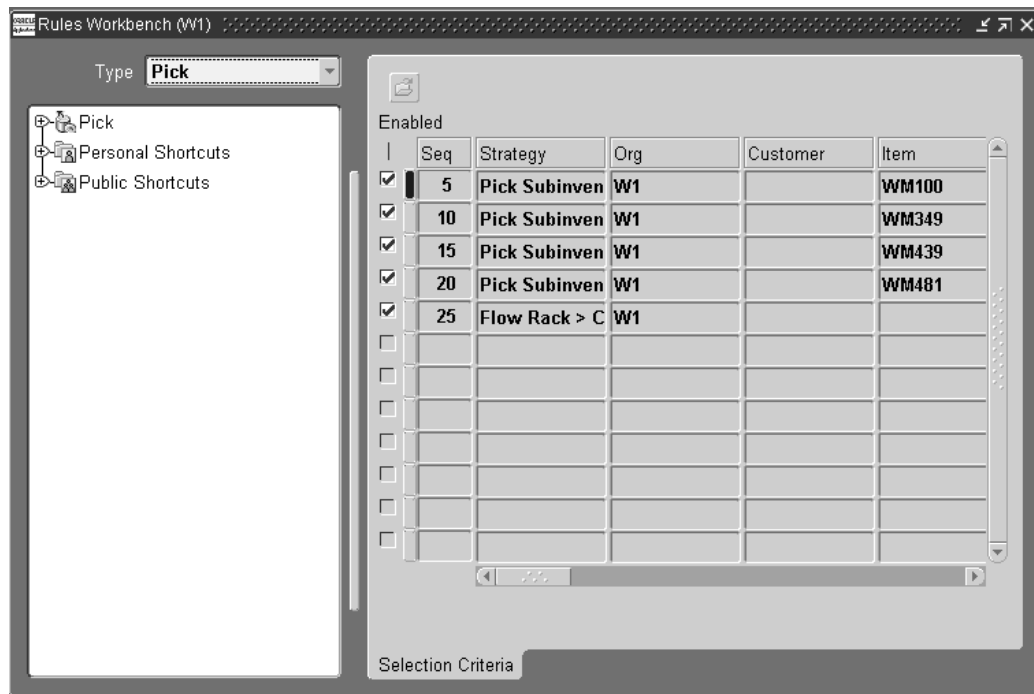 Rules Workbench (W1)
Type Pick
Pick
Personal Shortcuts
Public Shortcuts
Enabled
Seq Strategy Org Customer Item
5 Pick Subinven W1 WM100
10 Pick Subinven W1 WM349
15 Pick Subinven W1 WM439
20 Pick Subinven W1 WM481
25 Flow Rack > C W1
Selection Criteria